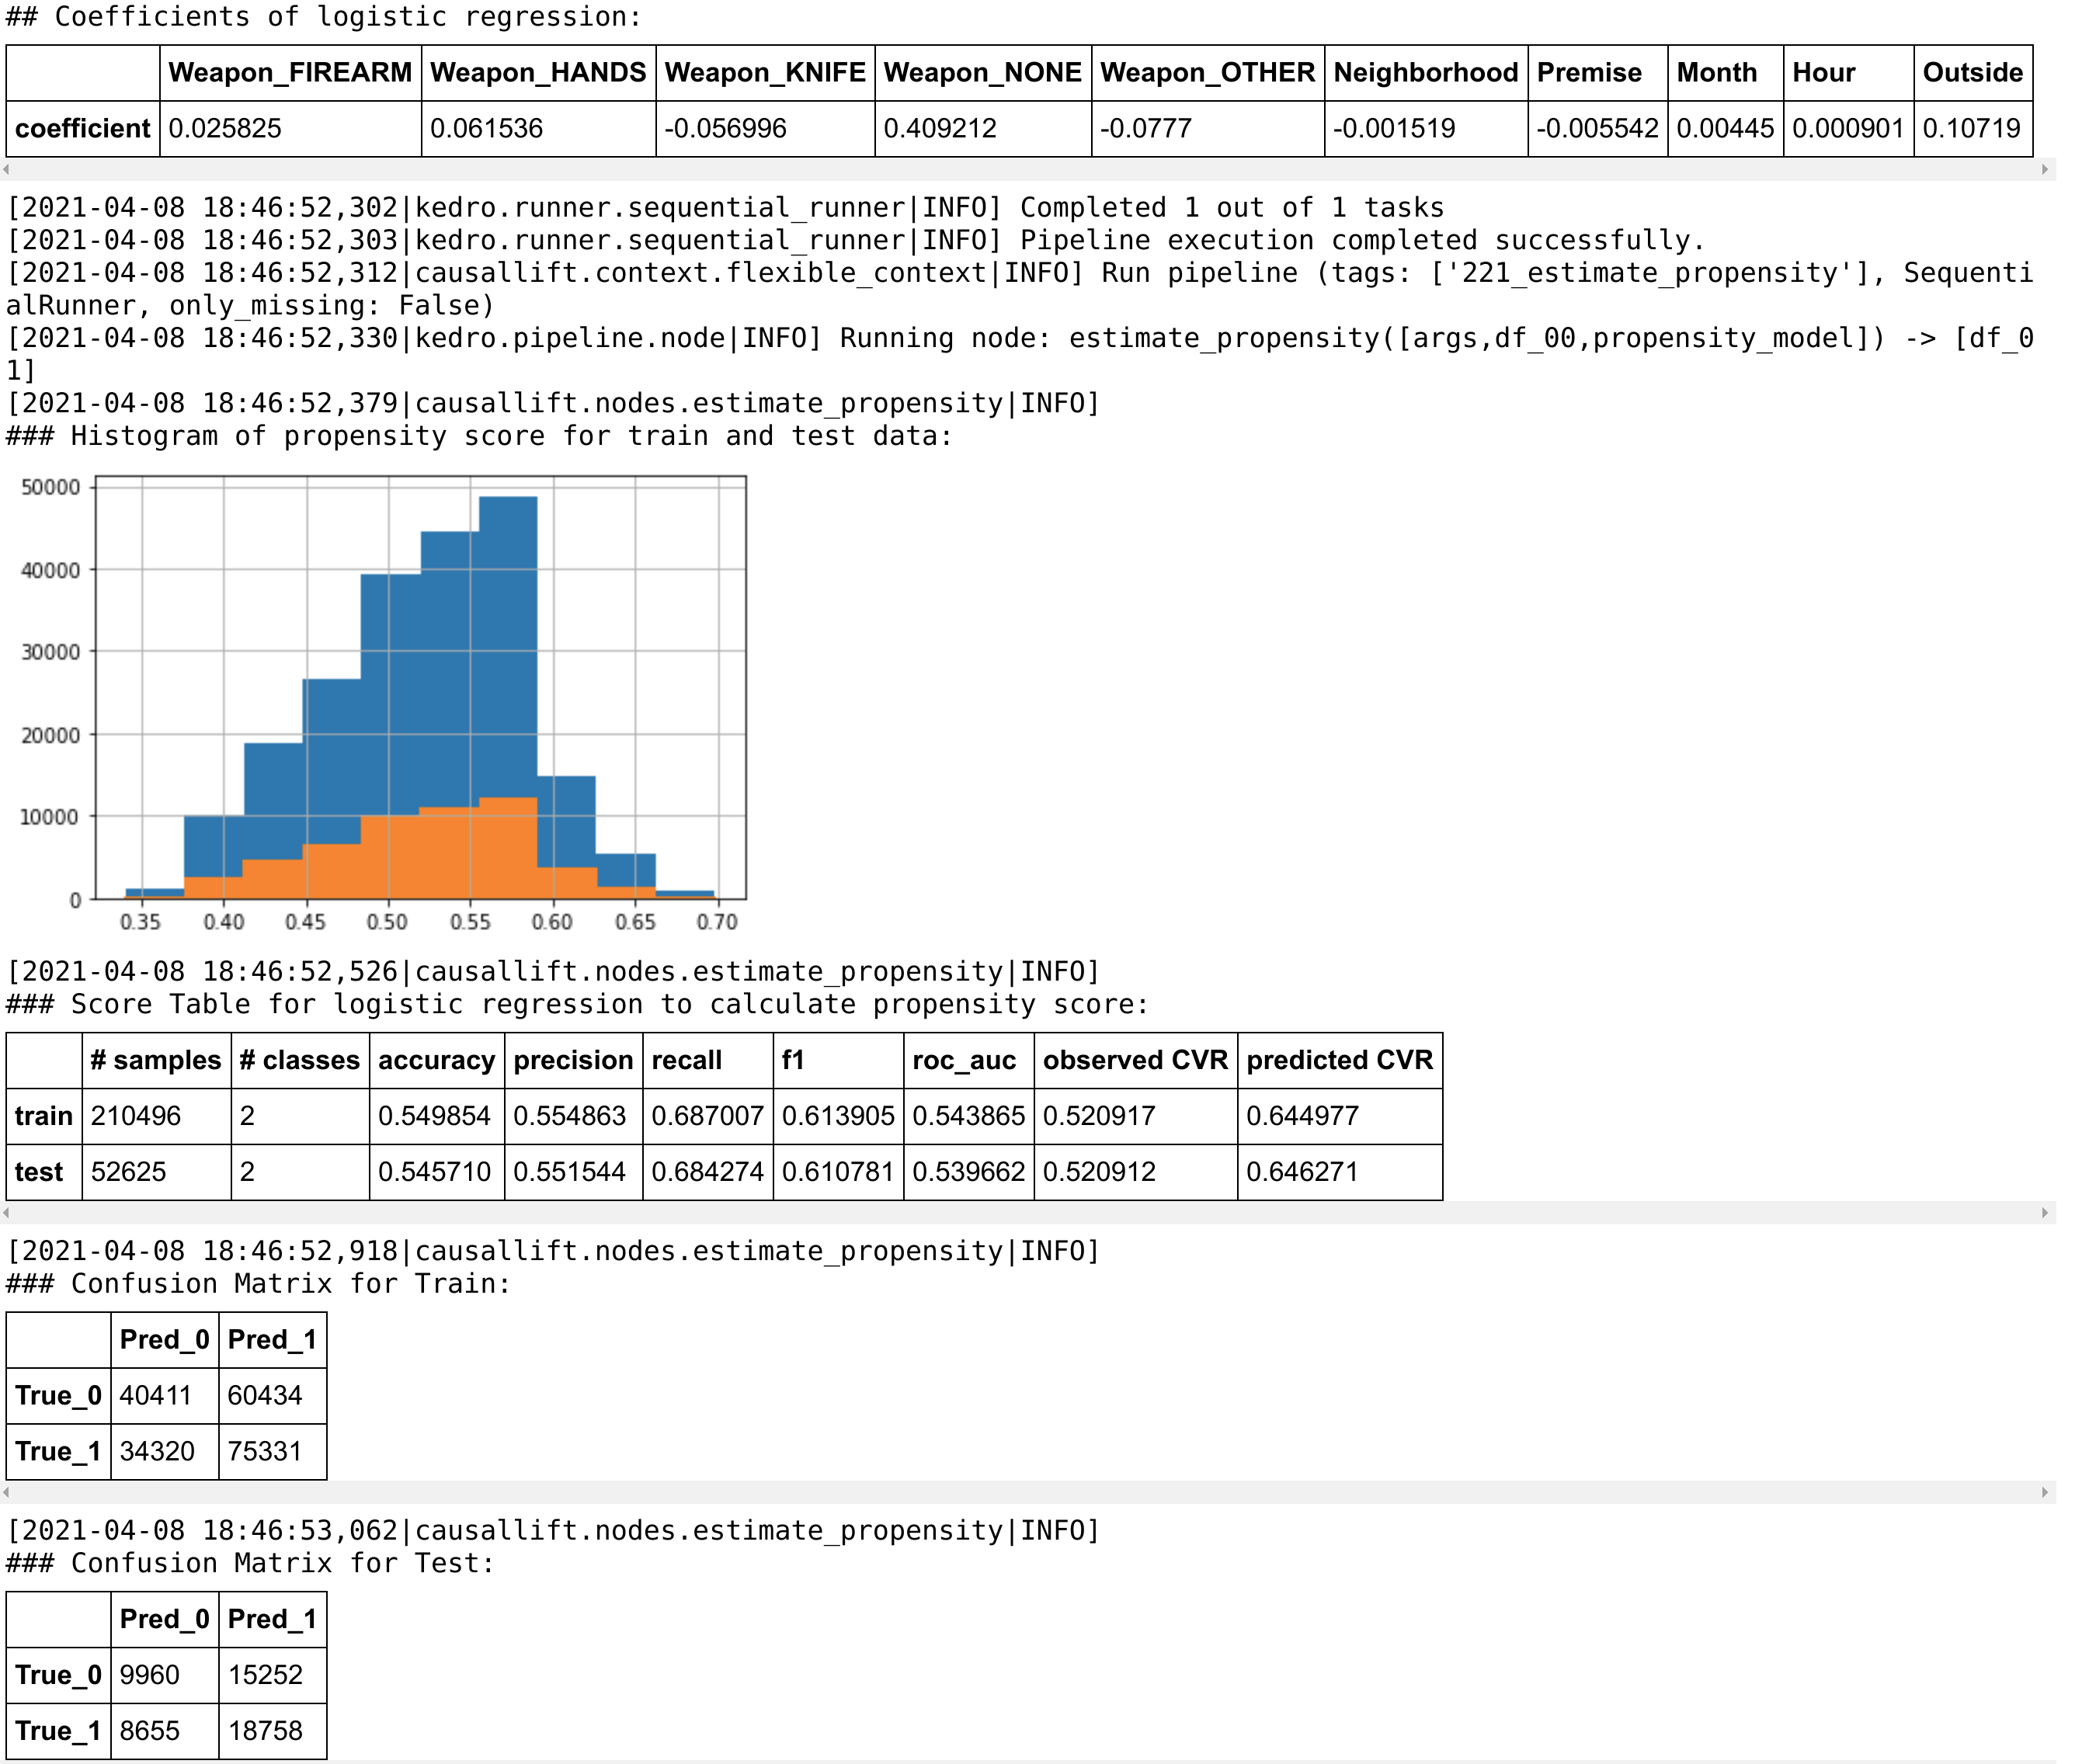 ## Coefficients of logistic regression:
Weapon_FIREARM Weapon_HANDS Weapon_KNIFE Weapon_NONE Weapon_OTHER Neighborhood Premise Month Hour Outside
coefficient 0.025825 0.061536 -0.056996 0.409212 -0.0777 -0.001519 -0.005542 0.00445 0.000901 0.10719
[2021-04-08 18:46:52,302|kedro.runner.sequential_runner|INFO] Completed 1 out of 1 tasks
[2021-04-08 18:46:52,303|kedro.runner.sequential_runner|INFO] Pipeline execution completed successfully.
[2021-04-08 18:46:52,312|causallift.context.flexible_context|INFO] Run pipeline (tags: ['221_estimate_propensity'], Sequenti
alRunner, only_missing: False)
[2021-04-08 18:46:52,330|kedro.pipeline.node|INFO] Running node: estimate_propensity([args,df_00,propensity_model]) -> [df_0
1]
[2021-04-08 18:46:52,379|causallift.nodes.estimate_propensity|INFO]
### Histogram of propensity score for train and test data:
50000
40000
30000
20000
10000
0
0.35 0.40 0.45 0.50 0.55 0.60 0.65 0.70
[2021-04-08 18:46:52,526|causallift.nodes.estimate_propensity|INFO]
### Score Table for logistic regression to calculate propensity score:
# samples # classes accuracy precision recall f1 roc_auc observed CVR predicted CVR
train 210496 2 0.549854 0.554863 0.687007 0.613905 0.543865 0.520917 0.644977
test 52625 2 0.545710 0.551544 0.684274 0.610781 0.539662 0.520912 0.646271
[2021-04-08 18:46:52,918|causallift.nodes.estimate_propensity|INFO]
### Confusion Matrix for Train:
Pred_0 Pred_1
True_0 40411 60434
True_1 34320 75331
[2021-04-08 18:46:53,062|causallift.nodes.estimate_propensity|INFO]
### Confusion Matrix for Test:
Pred_0 Pred_1
True_0 9960 15252
True_1 8655 18758